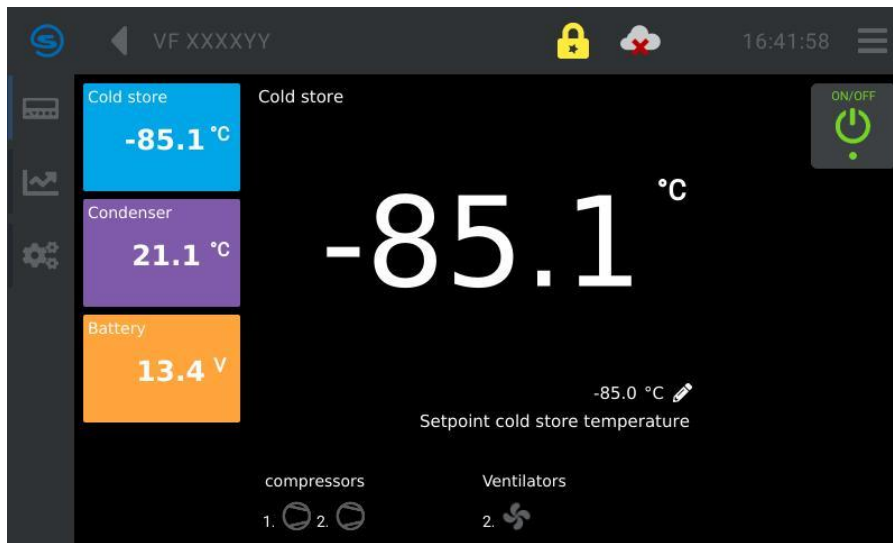 VF XXXXYY
16:41:58
Cold store
-85.1 °C
Condenser
21.1 °C
Battery
13.4 V
Cold store
-85.1 °C
-85.0 °C
Setpoint cold store temperature
ON/OFF
compressors
1. 2.
Ventilators
2.